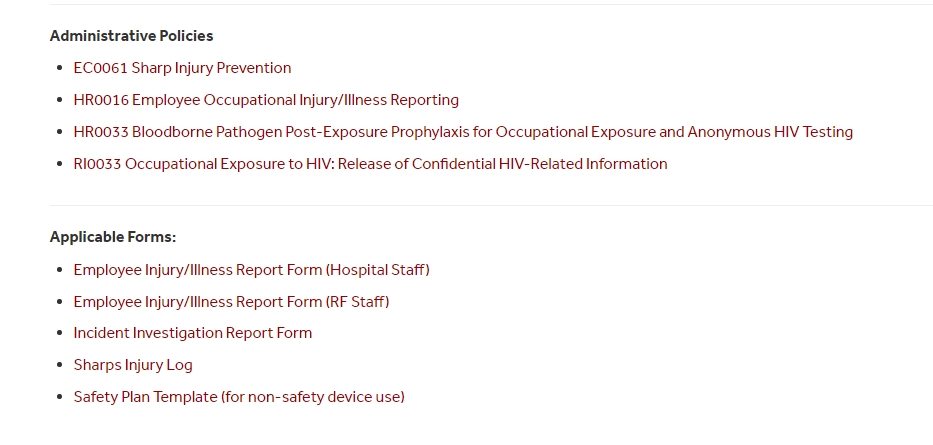 Administrative Policies
EC0061 Sharp Injury Prevention
HR0016 Employee Occupational Injury/Illness Reporting
HR0033 Bloodborne Pathogen Post-Exposure Prophylaxis for Occupational Exposure and Anonymous HIV Testing
RI0033 Occupational Exposure to HIV: Release of Confidential HIV-Related Information
Applicable Forms:
Employee Injury/Illness Report Form (Hospital Staff)
Employee Injury/Illness Report Form (RF Staff)
Incident Investigation Report Form
Sharps Injury Log
Safety Plan Template (for non-safety device use)